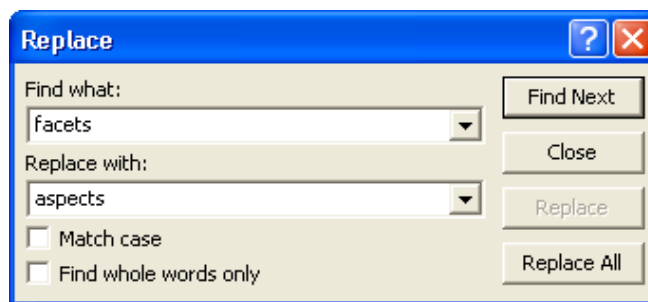 Replace
Find what:
facets
Replace with:
aspects
Match case
Find whole words only
Find Next
Close
Replace
Replace All